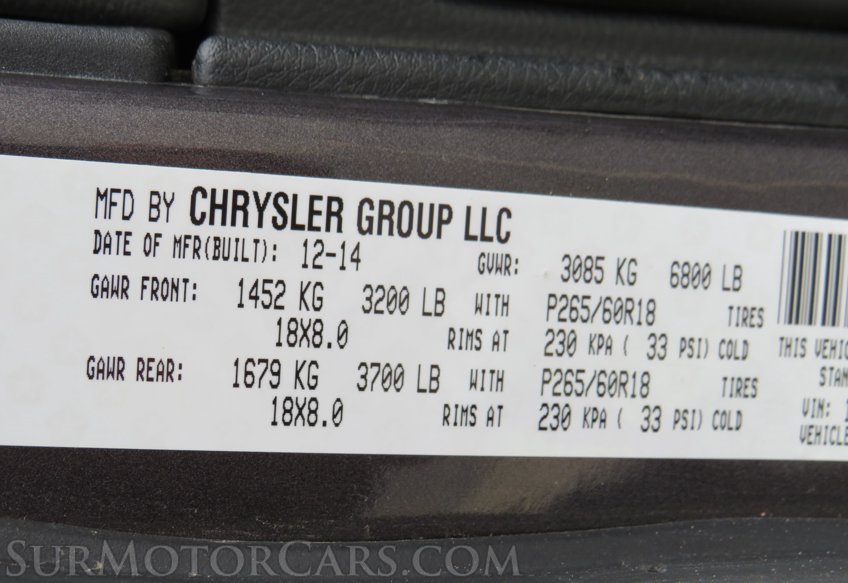 MFD BY CHRYSLER GROUP LLC
DATE OF MFR(BUILT): 12-14 GVWR: 3085 KG 6800 LB
GAWR FRONT: 1452 KG 3200 LB WITH P265/60R18 TIRES
18X8.0 RIMS AT 230 KPA ( 33 PSI) COLD THIS
GAWR REAR: 1679 KG 3700 LB WITH P265/60R18 TIRES
18X8.0 RIMS AT 230 KPA ( 33 PSI) COLD VIN:
SURMOTORCARS.COM